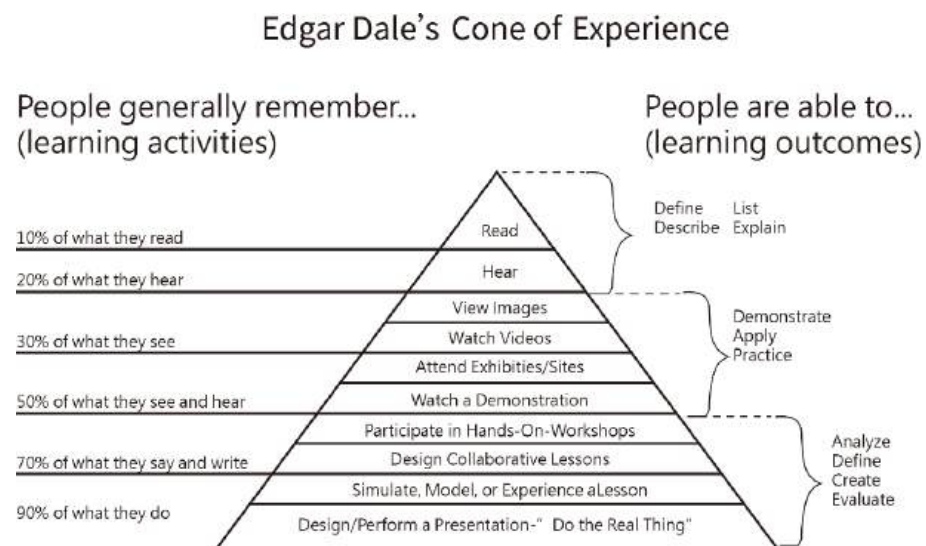 Edgar Dale's Cone of Experience
People generally remember...
(learning activities)
People are able to...
(learning outcomes)
10% of what they read
20% of what they hear
30% of what they see
50% of what they see and hear
70% of what they say and write
90% of what they do
Read
Hear
View Images
Watch Videos
Attend Exhibities/Sites
Watch a Demonstration
Participate in Hands-On-Workshops
Design Collaborative Lessons
Simulate, Model, or Experience aLesson
Design/Perform a Presentation-“ Do the Real Thing”
Define List
Describe Explain
Demonstrate
Apply
Practice
Analyze
Define
Create
Evaluate